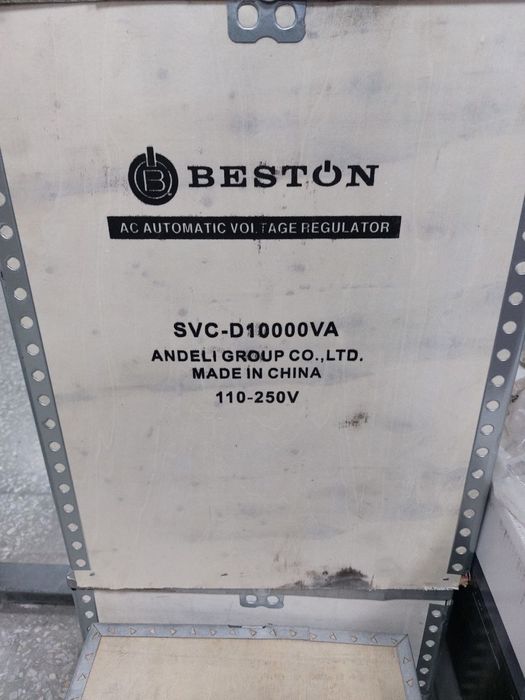 B BESTON
AC AUTOMATIC VOLTAGE REGULATOR
SVC-D10000VA
ANDELI GROUP CO.,LTD.
MADE IN CHINA
110-250V